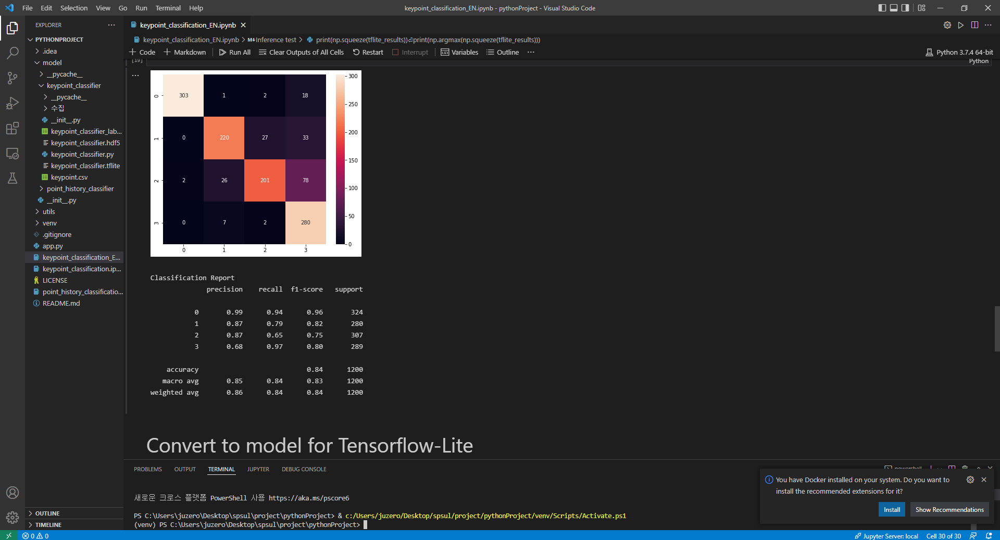 File Edit Selection View Go Run Terminal Help
keypoint_classification_EN.ipynb - pythonProject - Visual Studio Code
EXPLORER
PYTHONPROJECT
.idea
model
__pycache__
keypoint_classifier
__pycache__
수집
__init__.py
keypoint_classifier_lab...
keypoint_classifier.hdf5
keypoint_classifier.py
keypoint_classifier.tflite
keypoint.csv
point_history_classifier
__init__.py
utils
venv
.gitignore
app.py
keypoint_classification_E...
keypoint_classification.ip...
LICENSE
point_history_classificatio...
README.md
OUTLINE
TIMELINE
keypoint_classification_EN.ipynb
keypoint_classification_EN.ipynb > M↓Inference test > print(np.squeeze(tflite_results))⏎print(np.argmax(np.squeeze(tflite_results)))
+ Code + Markdown Run All Clear Outputs of All Cells Restart Interrupt Variables Outline ...
Python 3.7.4 64-bit
[19]
Python
0 303 1 2 18
1 0 220 27 33
2 2 26 201 78
3 0 7 2 280
0 1 2 3
300
250
200
150
100
50
0
Classification Report
precision recall f1-score support
0 0.99 0.94 0.96 324
1 0.87 0.79 0.82 280
2 0.87 0.65 0.75 307
3 0.68 0.97 0.80 289
accuracy 0.84 1200
macro avg 0.85 0.84 0.83 1200
weighted avg 0.86 0.84 0.84 1200
Convert to model for Tensorflow-Lite
PROBLEMS OUTPUT TERMINAL JUPYTER DEBUG CONSOLE
powershell
새로운 크로스 플랫폼 PowerShell 사용 https://aka.ms/pscore6
PS C:\Users\juzero\Desktop\spsul\project\pythonProject> & c:/Users/juzero/Desktop/spsul/project/pythonProject/venv/Scripts/Activate.ps1
(venv) PS C:\Users\juzero\Desktop\spsul\project\pythonProject>
You have Docker installed on your system. Do you want to
install the recommended extensions for it?
Install
Show Recommendations
0 0
Jupyter Server: local Cell 30 of 30